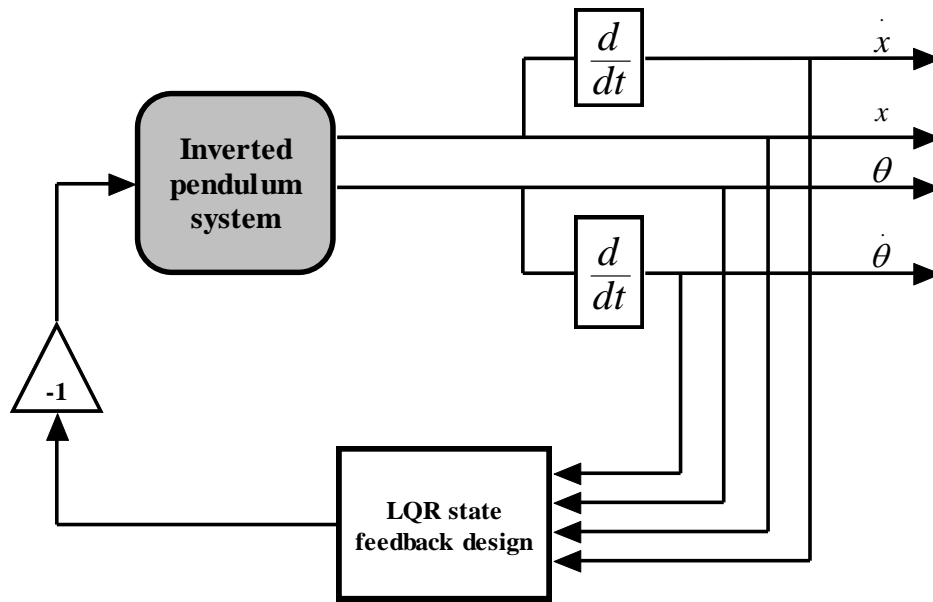 d
dt
ẋ
Inverted
pendulum
system
x
θ
d
dt
θ̇
-1
LQR state
feedback design